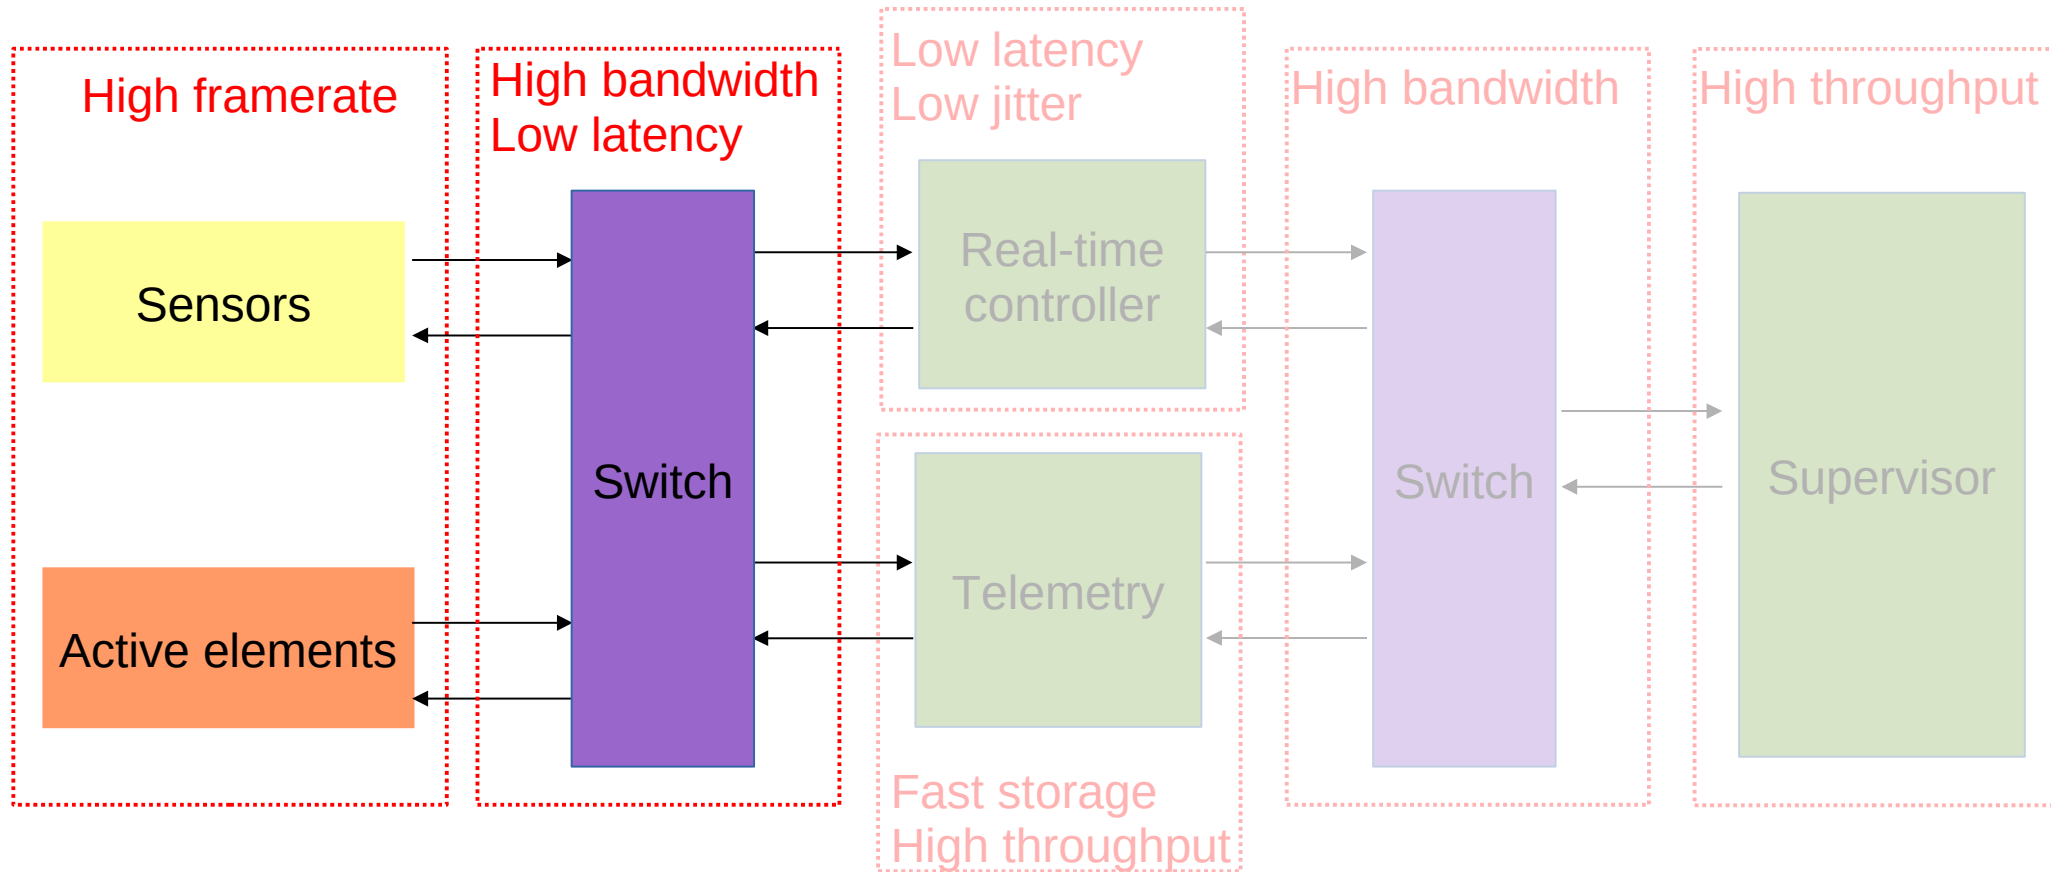 High framerate
Sensors
Active elements
High bandwidth
Low latency
Switch
Low latency
Low jitter
Real-time
controller
Telemetry
Fast storage
High throughput
High bandwidth
Switch
High throughput
Supervisor